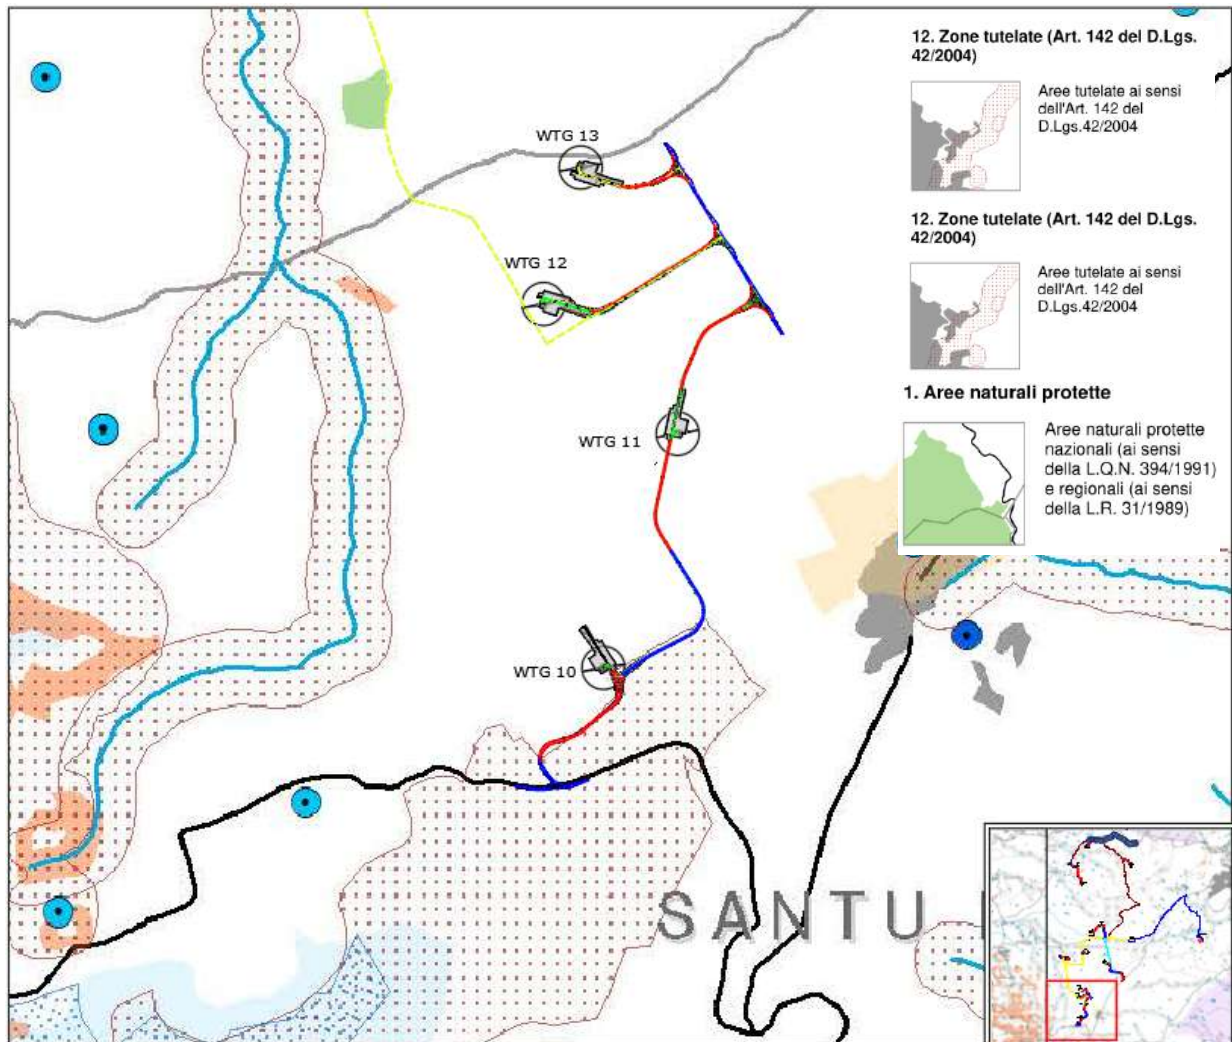 12. Zone tutelate (Art. 142 del D.Lgs.
42/2004)
Aree tutelate ai sensi
dell'Art. 142 del
D.Lgs.42/2004
12. Zone tutelate (Art. 142 del D.Lgs.
42/2004)
Aree tutelate ai sensi
dell'Art. 142 del
D.Lgs.42/2004
1. Aree naturali protette
Aree naturali protette
nazionali (ai sensi
della L.Q.N. 394/1991)
e regionali (ai sensi
della L.R. 31/1989)
WTG 13
WTG 12
WTG 11
WTG 10
SANTU